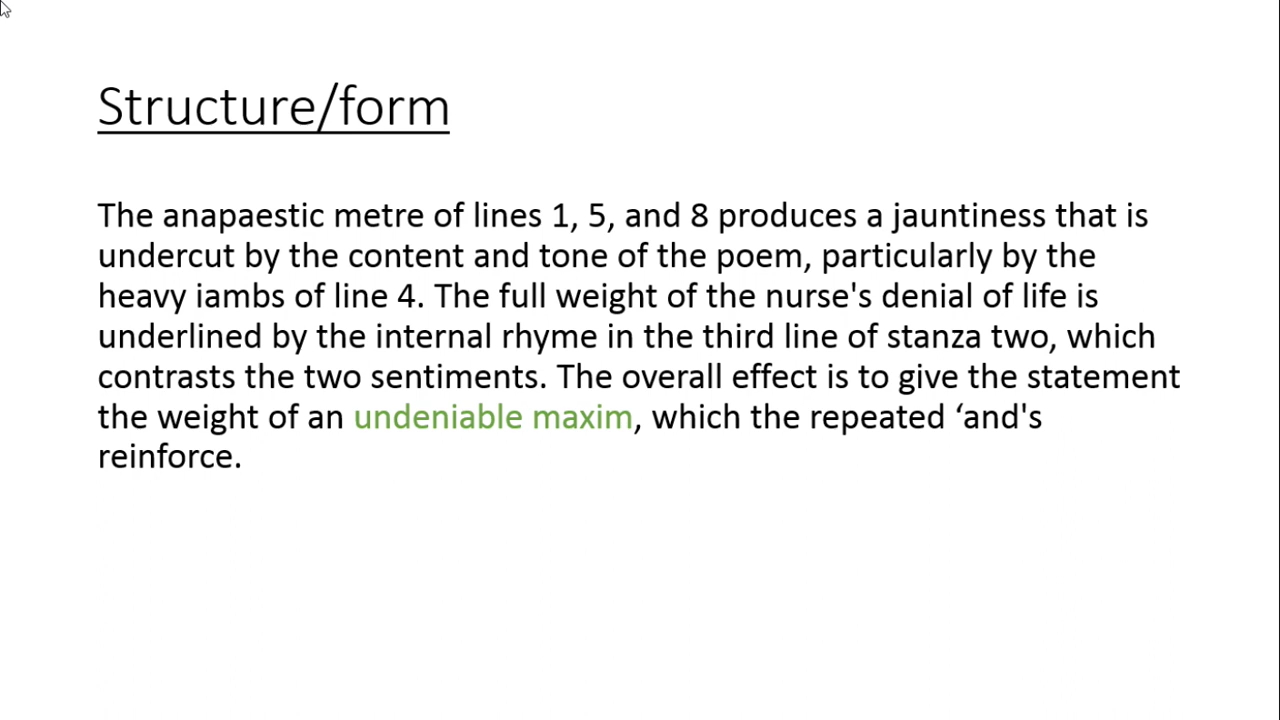 Structure/form
The anapaestic metre of lines 1, 5, and 8 produces a jauntiness that is
undercut by the content and tone of the poem, particularly by the
heavy iambs of line 4. The full weight of the nurse's denial of life is
underlined by the internal rhyme in the third line of stanza two, which
contrasts the two sentiments. The overall effect is to give the statement
the weight of an undeniable maxim, which the repeated ‘and's
reinforce.